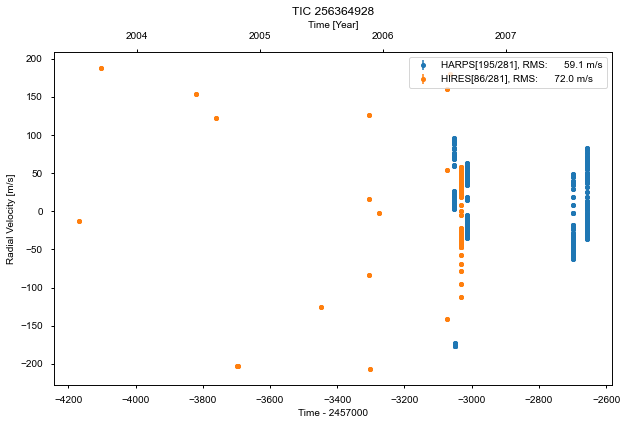 TIC 256364928
Time [Year]
2004 2005 2006 2007
HARPS[195/281], RMS: 59.1 m/s
HIRES[86/281], RMS: 72.0 m/s
200
150
100
50
0
−50
−100
−150
−200
Radial Velocity [m/s]
−4200 −4000 −3800 −3600 −3400 −3200 −3000 −2800 −2600
Time - 2457000